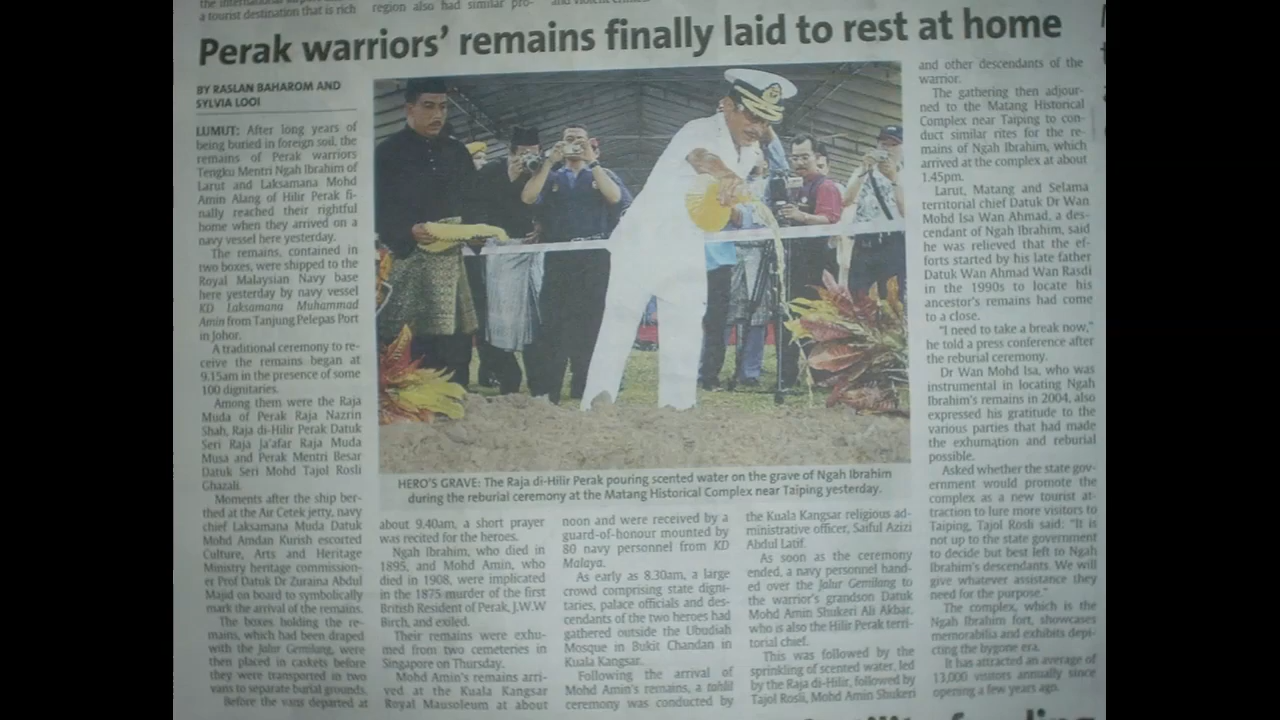 a tourist destination that is rich
region also had similar pro-
Perak warriors' remains finally laid to rest at home
BY RASLAN BAHAROM AND
SYLVIA LOOI
LUMUT: After long years of
being buried in foreign soil, the
remains of Perak warriors
Tengku Mentri Ngah Ibrahim of
Larut and Laksamana Mohd
Amin Alang of Hilir Perak fi-
nally reached their rightful
home when they arrived on a
navy vessel here yesterday.
The remains, contained in
two boxes, were shipped to the
Royal Malaysian Navy base
here yesterday by navy vessel
KD Laksamana Muhammad
Amin from Tanjung Pelepas Port
in Johor.
A traditional ceremony to re-
ceive the remains began at
9.15am in the presence of some
100 dignitaries.
Among them were the Raja
Muda of Perak Raja Nazrin
Shah, Raja di-Hilir Perak Datuk
Seri Raja Ja'afar Raja Muda
Musa and Perak Mentri Besar
Datuk Seri Mohd Tajol Rosli
Ghazali.
Moments after the ship ber-
thed at the Air Cetek jetty, navy
chief Laksamana Muda Datuk
Mohd Amdan Kurish escorted
Culture, Arts and Heritage
Ministry heritage commission-
er Prof Datuk Dr Zuraina Abdul
Majid on board to symbolically
mark the arrival of the remains.
The boxes holding the re-
mains, which had been draped
with the Jalur Gemilang, were
then placed in caskets before
they were transported in two
vans to separate burial grounds.
Before the vans departed at
HERO'S GRAVE: The Raja di-Hilir Perak pouring scented water on the grave of Ngah Ibrahim
during the reburial ceremony at the Matang Historical Complex near Taiping yesterday.
about 9.40am, a short prayer
was recited for the heroes.
Ngah Ibrahim, who died in
1895, and Mohd Amin, who
died in 1908, were implicated
in the 1875 murder of the first
British Resident of Perak, J.W.W
Birch, and exiled.
Their remains were exhu-
med from two cemeteries in
Singapore on Thursday.
Mohd Amin's remains arri-
ved at the Kuala Kangsar
Royal Mausoleum at about
noon and were received by a
guard-of-honour mounted by
80 navy personnel from KD
Malaya.
As early as 8.30am, a large
crowd comprising state digni-
taries, palace officials and des-
cendants of the two heroes had
gathered outside the Ubudiah
Mosque in Bukit Chandan in
Kuala Kangsar.
Following the arrival of
Mohd Amin's remains, a tahlil
ceremony was conducted by
the Kuala Kangsar religious ad-
ministrative officer, Saiful Azizi
Abdul Latif.
As soon as the ceremony
ended, a navy personnel hand-
ed over the Jalur Gemilang to
the warrior's grandson Datuk
Mohd Amin Shukeri Ali Akbar,
who is also the Hilir Perak terri-
torial chief.
This was followed by the
sprinkling of scented water, led
by the Raja di-Hilir, followed by
Tajol Rosli, Mohd Amin Shukeri
and other descendants of the
warrior.
The gathering then adjour-
ned to the Matang Historical
Complex near Taiping to con-
duct similar rites for the re-
mains of Ngah Ibrahim, which
arrived at the complex at about
1.45pm.
Larut, Matang and Selama
territorial chief Datuk Dr Wan
Mohd Isa Wan Ahmad, a des-
cendant of Ngah Ibrahim, said
he was relieved that the ef-
forts started by his late father
Datuk Wan Ahmad Wan Rasdi
in the 1990s to locate his
ancestor's remains had come
to a close.
"I need to take a break now,"
he told a press conference after
the reburial ceremony.
Dr Wan Mohd Isa, who was
instrumental in locating Ngah
Ibrahim's remains in 2004, also
expressed his gratitude to the
various parties that had made
the exhumation and reburial
possible.
Asked whether the state gov-
ernment would promote the
complex as a new tourist at-
traction to lure more visitors to
Taiping, Tajol Rosli said: "It is
not up to the state government
to decide but best left to Ngah
Ibrahim's descendants. We will
give whatever assistance they
need for the purpose."
The complex, which is the
Ngah Ibrahim fort, showcases
memorabilia and exhibits depi-
cting the bygone era.
It has attracted an average of
13,000 visitors annually since
opening a few years ago.